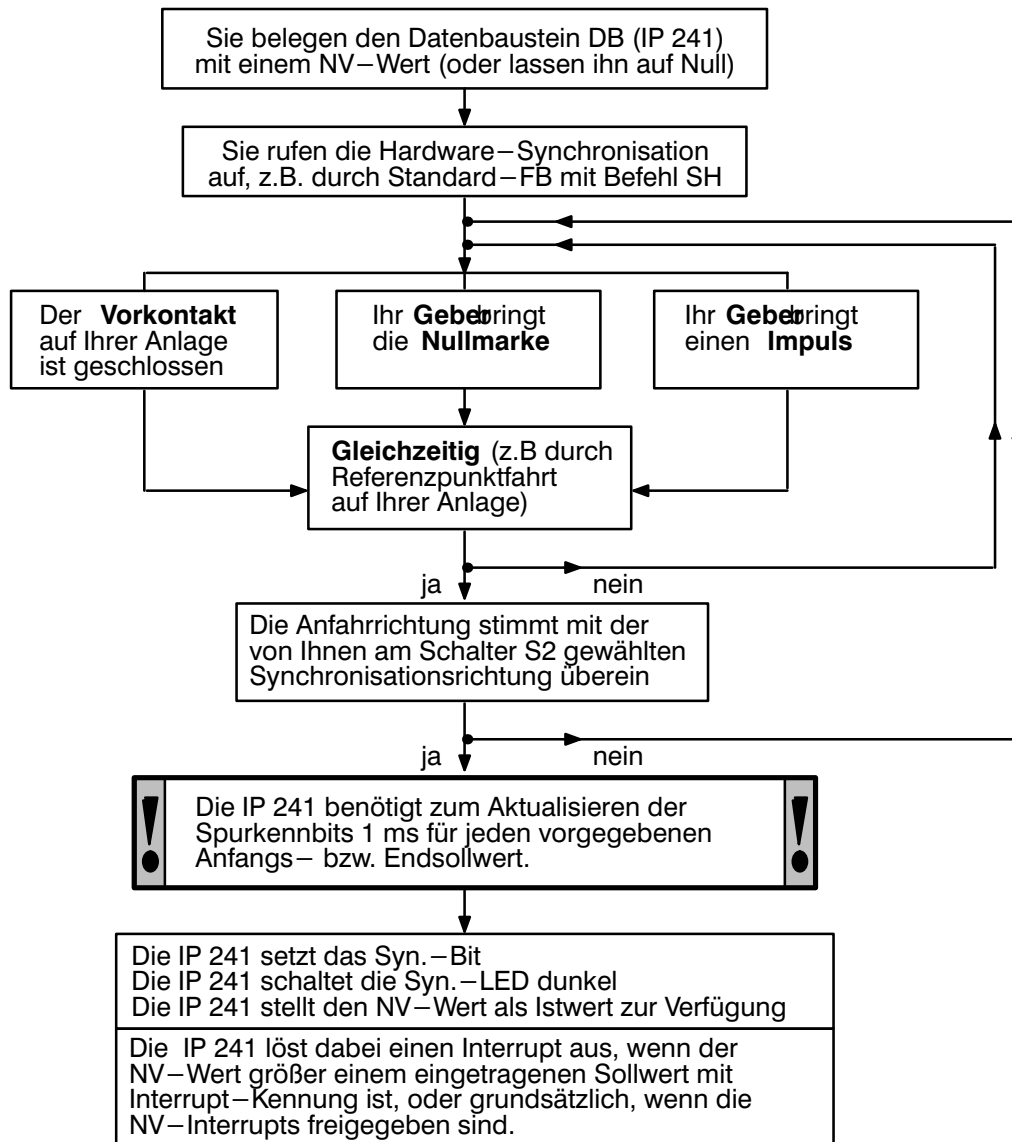 Sie belegen den Datenbaustein DB (IP 241)
mit einem NV–Wert (oder lassen ihn auf Null)
Sie rufen die Hardware–Synchronisation
auf, z.B. durch Standard–FB mit Befehl SH
Der Vorkontakt
auf Ihrer Anlage
ist geschlossen
Ihr Geber bringt
die Nullmarke
Ihr Geber bringt
einen Impuls
Gleichzeitig (z.B durch
Referenzpunktfahrt
auf Ihrer Anlage)
ja
nein
Die Anfahrrichtung stimmt mit der
von Ihnen am Schalter S2 gewählten
Synchronisationsrichtung überein
ja
nein
! Die IP 241 benötigt zum Aktualisieren der !
Spurkennbits 1 ms für jeden vorgegebenen
Anfangs– bzw. Endsollwert.
Die IP 241 setzt das Syn.–Bit
Die IP 241 schaltet die Syn.–LED dunkel
Die IP 241 stellt den NV–Wert als Istwert zur Verfügung
Die IP 241 löst dabei einen Interrupt aus, wenn der
NV–Wert größer einem eingetragenen Sollwert mit
Interrupt–Kennung ist, oder grundsätzlich, wenn die
NV–Interrupts freigegeben sind.